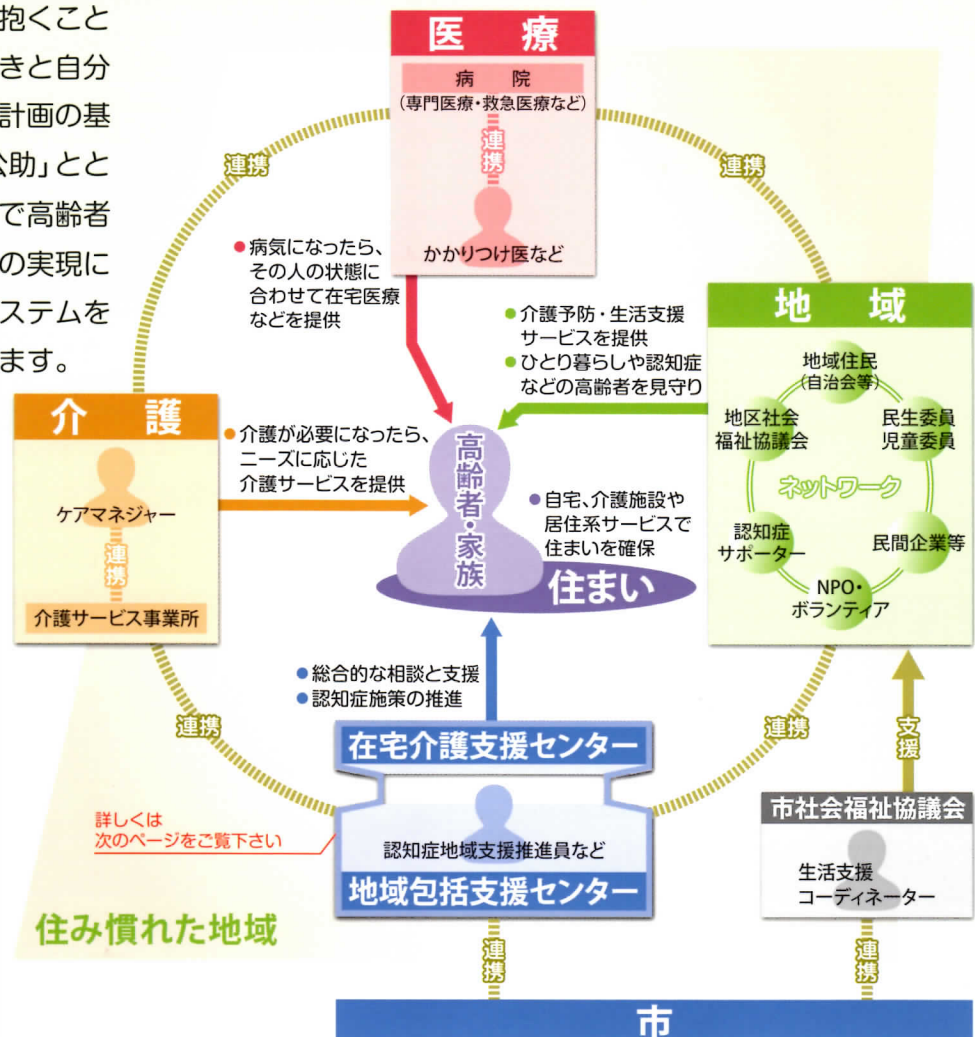 抱くこと
きと自分
計画の基
公助」とと
で高齢者
の実現に
ステムを
ます。
医 療
病 院
(専門医療・救急医療など)
連携
かかりつけ医など
連携
連携
●病気になったら、
その人の状態に
合わせて在宅医療
などを提供
●介護予防・生活支援
サービスを提供
●ひとり暮らしや認知症
などの高齢者を見守り
地 域
地域住民
(自治会等)
地区社会
福祉協議会
民生委員
児童委員
ネットワーク
認知症
サポーター
民間企業等
NPO・
ボランティア
介 護
ケアマネジャー
連携
介護サービス事業所
●介護が必要になったら、
ニーズに応じた
介護サービスを提供
高齢者・家族
●自宅、介護施設や
居住系サービスで
住まいを確保
住まい
●総合的な相談と支援
●認知症施策の推進
連携
連携
支援
在宅介護支援センター
認知症地域支援推進員など
地域包括支援センター
詳しくは
次のページをご覧下さい
市社会福祉協議会
生活支援
コーディネーター
住み慣れた地域
連携
連携
市